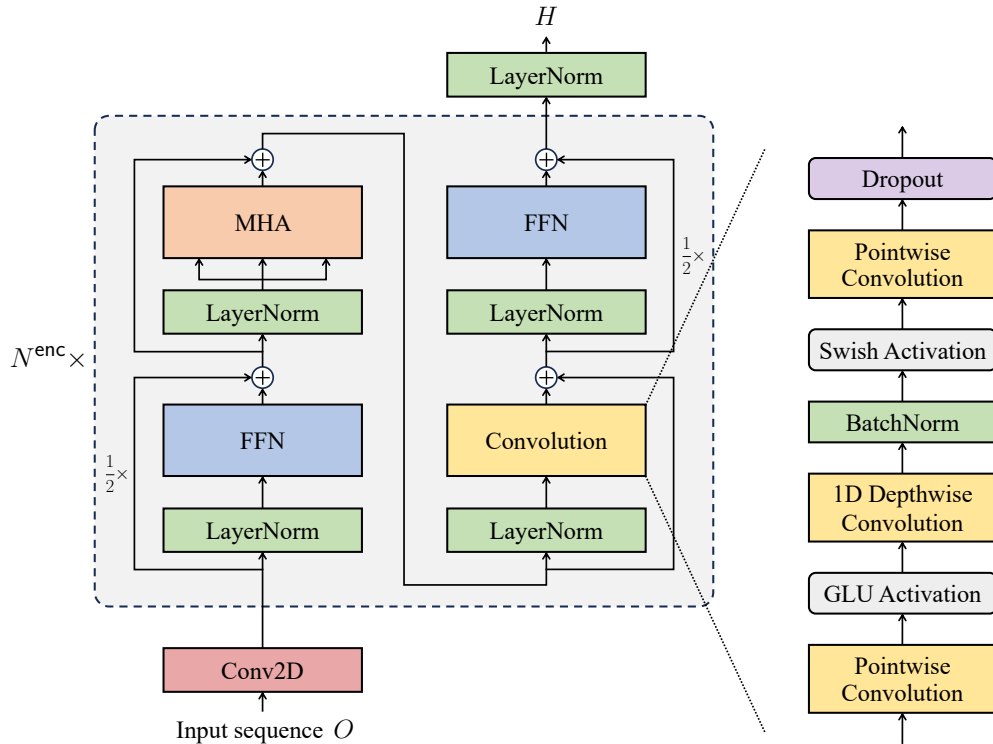 H
LayerNorm
+
MHA
LayerNorm
+
FFN
1/2 ×
LayerNorm
N^enc ×
+
FFN
1/2 ×
LayerNorm
+
Convolution
LayerNorm
Conv2D
Input sequence O
Dropout
Pointwise
Convolution
Swish Activation
BatchNorm
1D Depthwise
Convolution
GLU Activation
Pointwise
Convolution